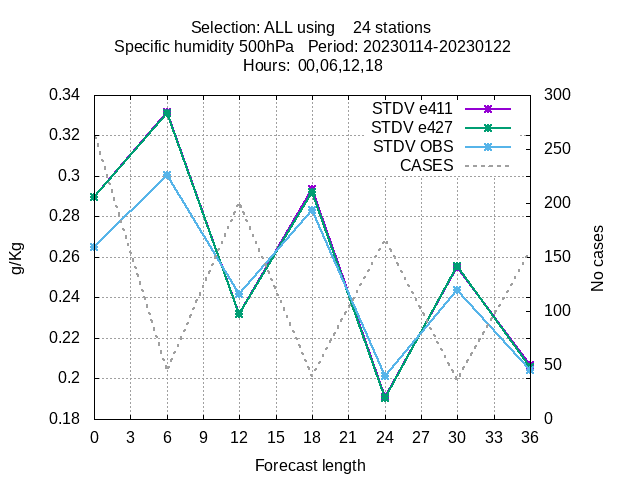 Selection: ALL using    24 stations
Specific humidity 500hPa   Period: 20230114-20230122
Hours:  00,06,12,18
0.34
0.32
0.3
0.28
0.26
0.24
0.22
0.2
0.18
300
250
200
150
100
50
0
STDV e411
STDV e427
STDV OBS
CASES
g/Kg
No cases
0 3 6 9 12 15 18 21 24 27 30 33 36
Forecast length